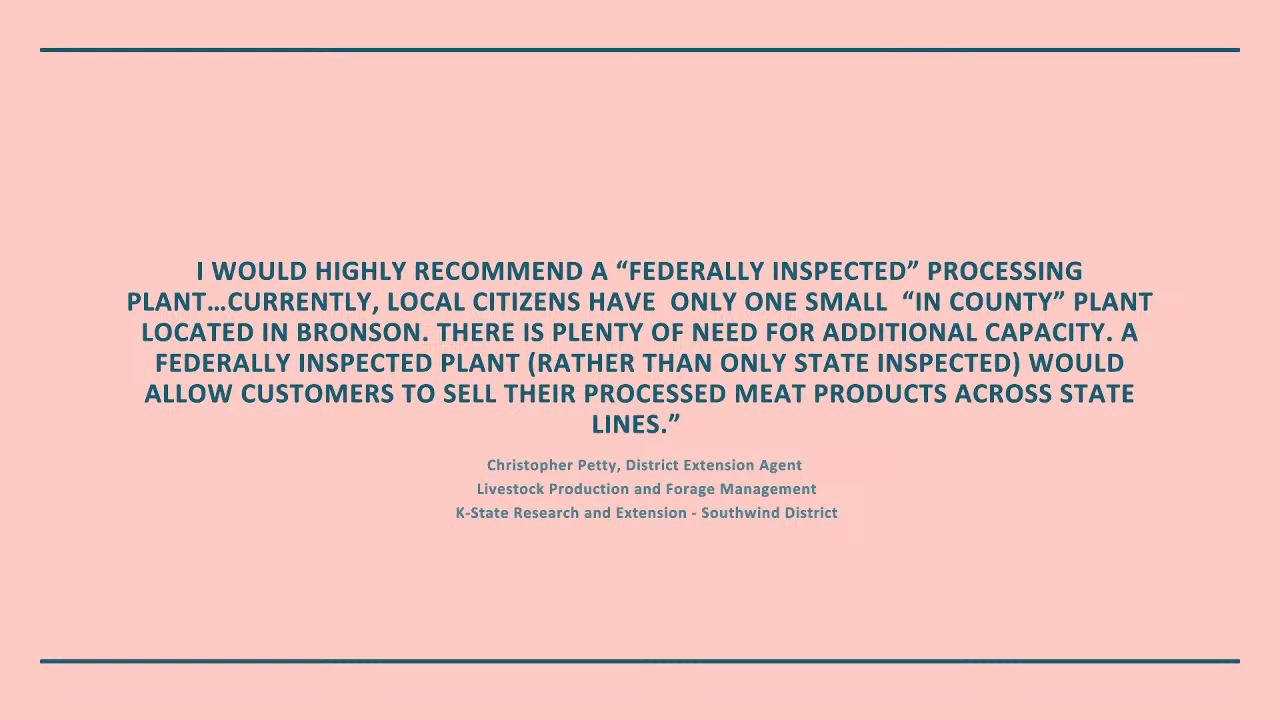 I WOULD HIGHLY RECOMMEND A “FEDERALLY INSPECTED” PROCESSING
PLANT…CURRENTLY, LOCAL CITIZENS HAVE  ONLY ONE SMALL  “IN COUNTY” PLANT
LOCATED IN BRONSON. THERE IS PLENTY OF NEED FOR ADDITIONAL CAPACITY. A
FEDERALLY INSPECTED PLANT (RATHER THAN ONLY STATE INSPECTED) WOULD
ALLOW CUSTOMERS TO SELL THEIR PROCESSED MEAT PRODUCTS ACROSS STATE
LINES.”
Christopher Petty, District Extension Agent
Livestock Production and Forage Management
K-State Research and Extension - Southwind District